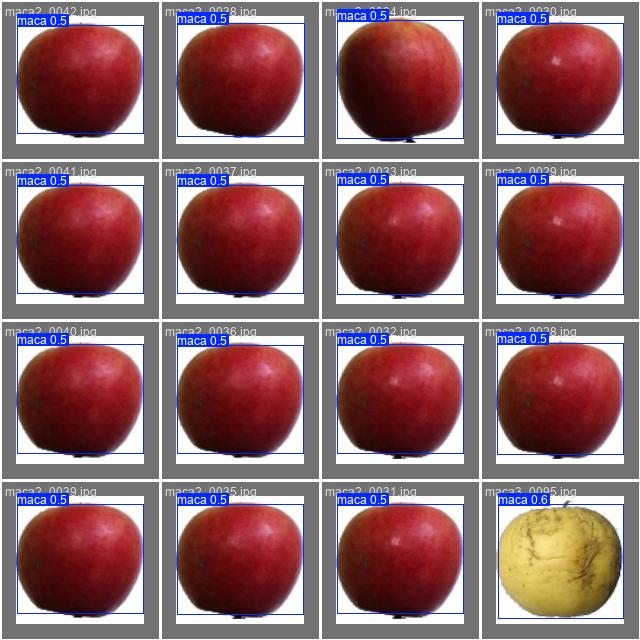 maca2_0042.jpg
maca 0.5
maca2_0038.jpg
maca 0.5
maca 0.5
maca2_0030.jpg
maca 0.5
maca2_0041.jpg
maca 0.5
maca2_0037.jpg
maca 0.5
maca2_0033.jpg
maca 0.5
maca2_0029.jpg
maca 0.5
maca2_0040.jpg
maca 0.5
maca2_0036.jpg
maca 0.5
maca2_0032.jpg
maca 0.5
maca2_0028.jpg
maca 0.5
maca2_0039.jpg
maca 0.5
maca2_0035.jpg
maca 0.5
maca2_0031.jpg
maca 0.5
maca3_0095.jpg
maca 0.6